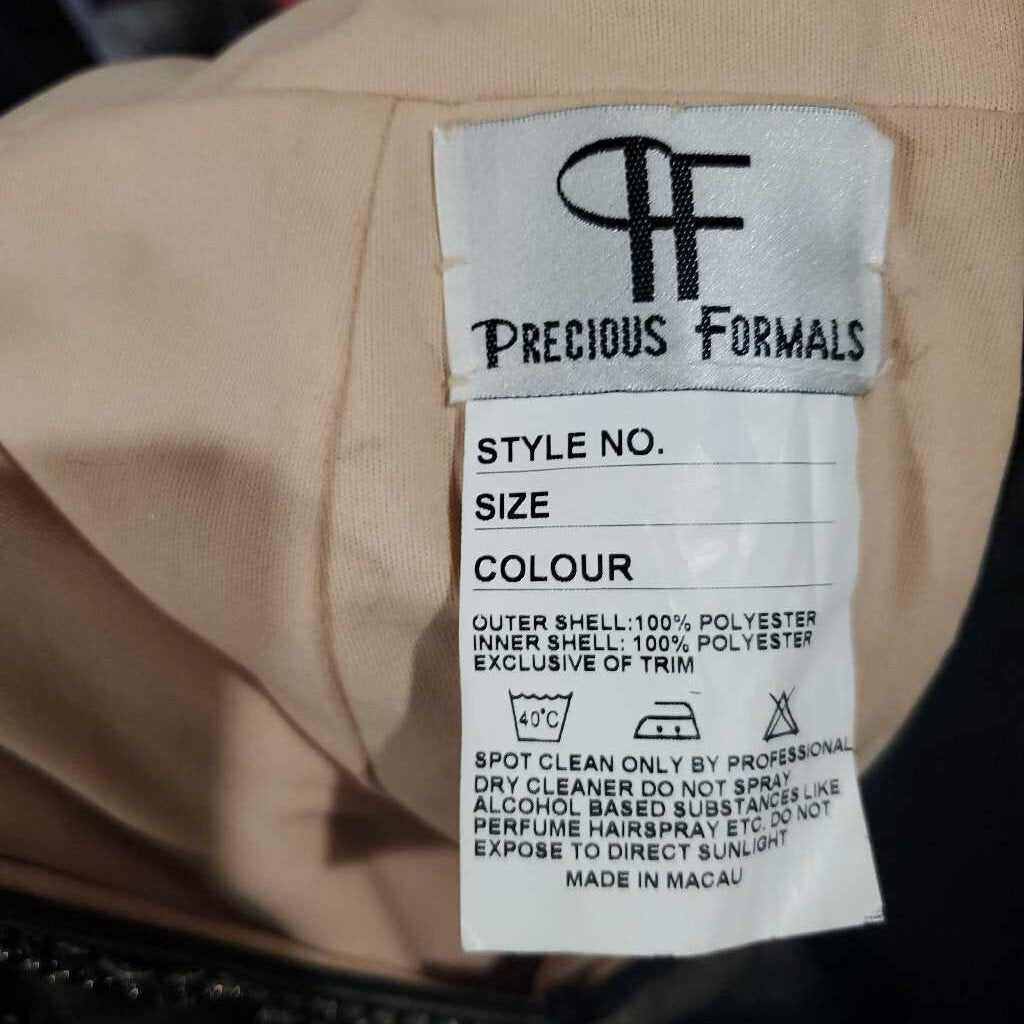 PF
PRECIOUS FORMALS
STYLE NO.
SIZE
COLOUR
OUTER SHELL:100% POLYESTER
INNER SHELL: 100% POLYESTER
EXCLUSIVE OF TRIM
40°C
SPOT CLEAN ONLY BY PROFESSIONAL
DRY CLEANER DO NOT SPRAY
ALCOHOL BASED SUBSTANCES LIKE
PERFUME HAIRSPRAY ETC. DO NOT
EXPOSE TO DIRECT SUNLIGHT
MADE IN MACAU